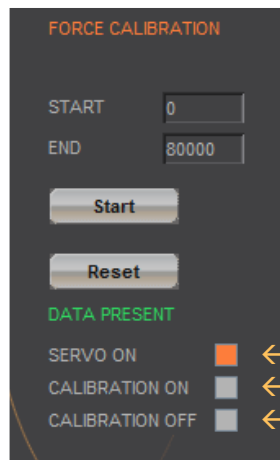 FORCE CALIBRATION
START 0
END 80000
Start
Reset
DATA PRESENT
SERVO ON
CALIBRATION ON
CALIBRATION OFF